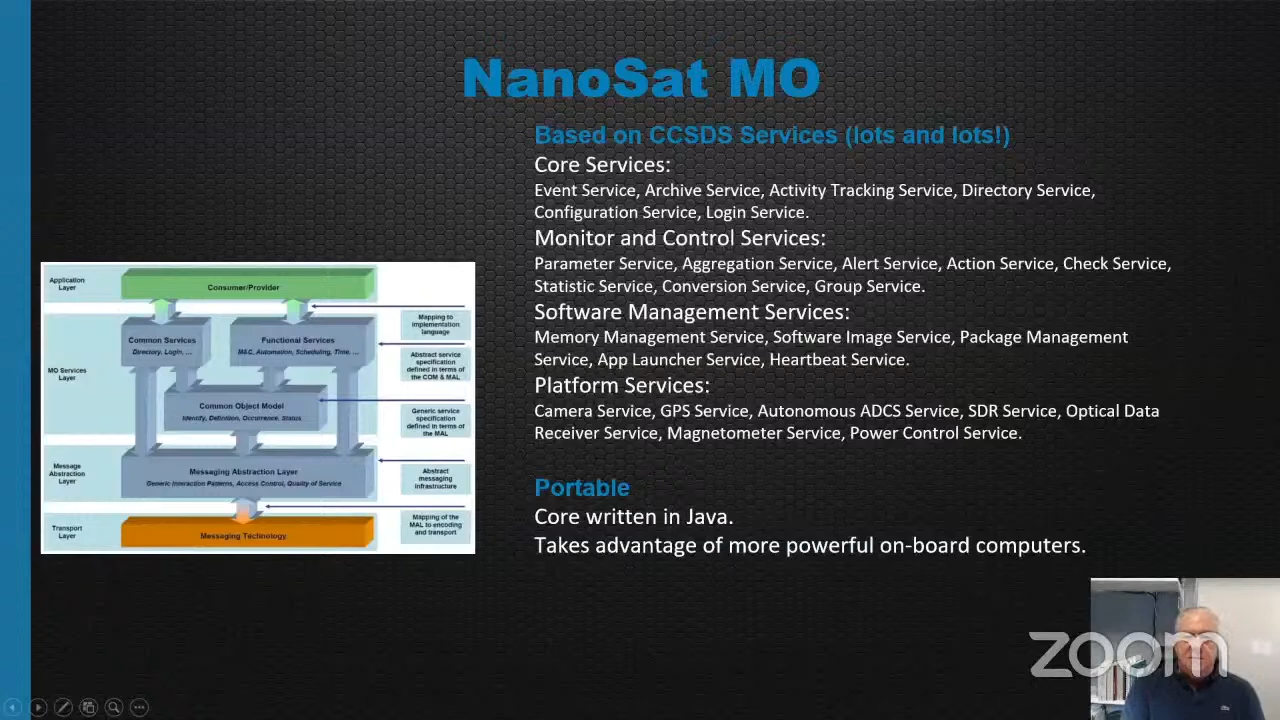 NanoSat MO
Based on CCSDS Services (lots and lots!)
Core Services:
Event Service, Archive Service, Activity Tracking Service, Directory Service,
Configuration Service, Login Service.
Monitor and Control Services:
Parameter Service, Aggregation Service, Alert Service, Action Service, Check Service,
Statistic Service, Conversion Service, Group Service.
Software Management Services:
Memory Management Service, Software Image Service, Package Management
Service, App Launcher Service, Heartbeat Service.
Platform Services:
Camera Service, GPS Service, Autonomous ADCS Service, SDR Service, Optical Data
Receiver Service, Magnetometer Service, Power Control Service.
Portable
Core written in Java.
Takes advantage of more powerful on-board computers.
Application
Layer
Consumer/Provider
Mapping to
implementation
language
Common Services
Directory, Login, ...
Functional Services
M&C, Automation, Scheduling, Time, ...
Abstract service
specification
defined in terms of
the COM & MAL
MO Services
Layer
Common Object Model
Identify, Definition, Occurrence, Status
Generic service
specification
defined in terms of
the MAL
Message
Abstraction
Layer
Messaging Abstraction Layer
Generic Interaction Patterns, Access Control, Quality of Service
Abstract
messaging
infrastructure
Mapping of the
MAL to encoding
and transport
Transport
Layer
Messaging Technology
zoom